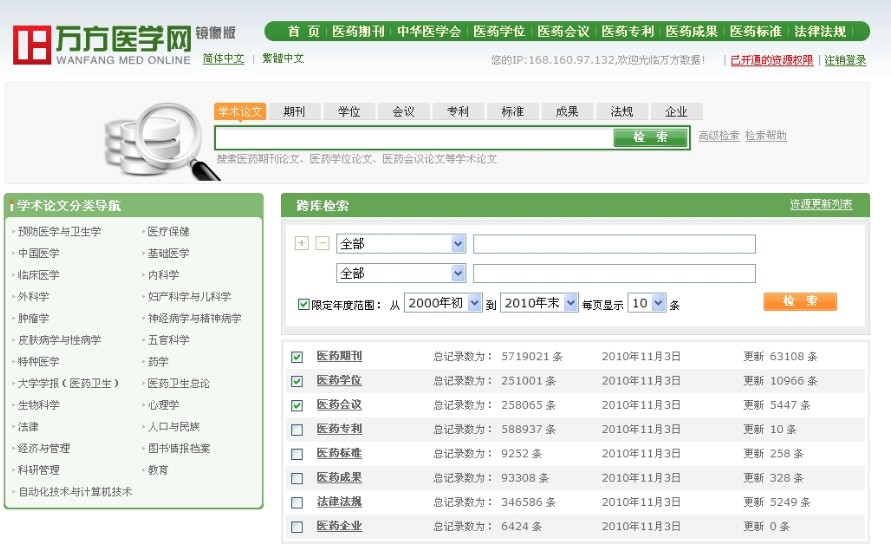 万方医学网 镜像版
WANFANG MED ONLINE
简体中文 | 繁體中文
首 页 | 医药期刊 | 中华医学会 | 医药学位 | 医药会议 | 医药专利 | 医药成果 | 医药标准 | 法律法规 |
您的IP:168.160.97.132,欢迎光临万方数据! | 已开通的资源权限 | 注销登录
学术论文 期刊 学位 会议 专利 标准 成果 法规 企业
检 索 高级检索 检索帮助
搜索医药期刊论文、医药学位论文、医药会议论文等学术论文
学术论文分类导航
预防医学与卫生学 医疗保健
中国医学 基础医学
临床医学 内科学
外科学 妇产科学与儿科学
肿瘤学 神经病学与精神病学
皮肤病学与性病学 五官科学
特种医学 药学
大学学报(医药卫生) 医药卫生总论
生物科学 心理学
法律 人口与民族
经济与管理 图书情报档案
科研管理 教育
自动化技术与计算机技术
跨库检索 资源更新列表
全部
全部
限定年度范围: 从 2000年初 到 2010年末 每页显示 10 条 检 索
医药期刊 总记录数为: 5719021 条 2010年11月3日 更新 63108 条
医药学位 总记录数为: 251001 条 2010年11月3日 更新 10966 条
医药会议 总记录数为: 258065 条 2010年11月3日 更新 5447 条
医药专利 总记录数为: 588937 条 2010年11月3日 更新 10 条
医药标准 总记录数为: 9252 条 2010年11月3日 更新 258 条
医药成果 总记录数为: 93308 条 2010年11月3日 更新 328 条
法律法规 总记录数为: 346586 条 2010年11月3日 更新 5249 条
医药企业 总记录数为: 6424 条 2010年11月3日 更新 0 条